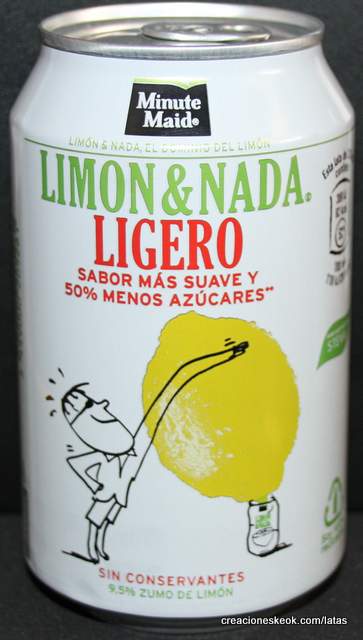 Minute
Maid®
LIMÓN & NADA, EL DOMINIO DEL LIMÓN
LIMON&NADA®
LIGERO
SABOR MÁS SUAVE Y
50% MENOS AZÚCARES**
SIN CONSERVANTES
9,5% ZUMO DE LIMÓN
creacioneskeok.com/latas